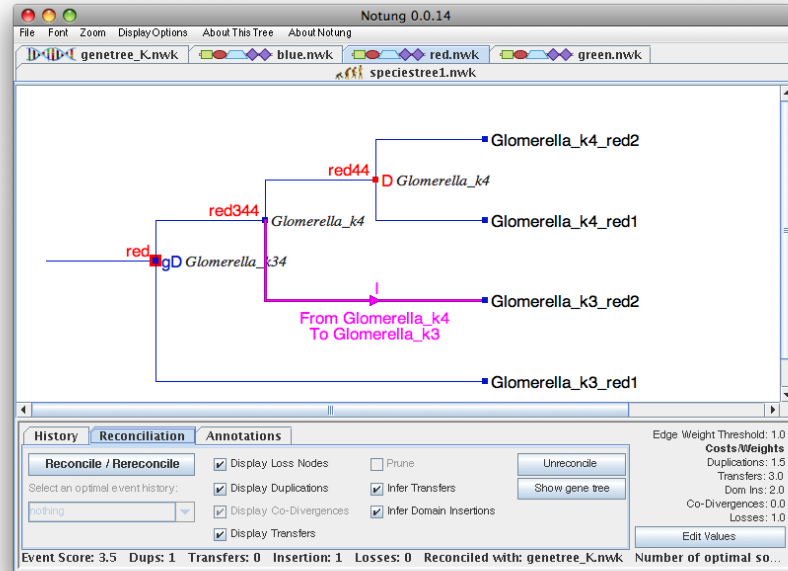 Notung 0.0.14
File Font Zoom Display Options About This Tree About Notung
genetree_K.nwk blue.nwk red.nwk green.nwk
speciestree1.nwk
Glomerella_k4_red2
red44
D Glomerella_k4
red344
Glomerella_k4
Glomerella_k4_red1
red
gD Glomerella_k34
I
Glomerella_k3_red2
From Glomerella_k4
To Glomerella_k3
Glomerella_k3_red1
History Reconciliation Annotations
Reconcile / Rereconcile
Select an optimal event history:
nothing
Display Loss Nodes
Display Duplications
Display Co-Divergences
Display Transfers
Prune
Infer Transfers
Infer Domain Insertions
Unreconcile
Show gene tree
Edge Weight Threshold: 1.0
Costs/Weights
Duplications: 1.5
Transfers: 3.0
Dom Ins: 2.0
Co-Divergences: 0.0
Losses: 1.0
Edit Values
Event Score: 3.5 Dups: 1 Transfers: 0 Insertion: 1 Losses: 0 Reconciled with: genetree_K.nwk Number of optimal so...